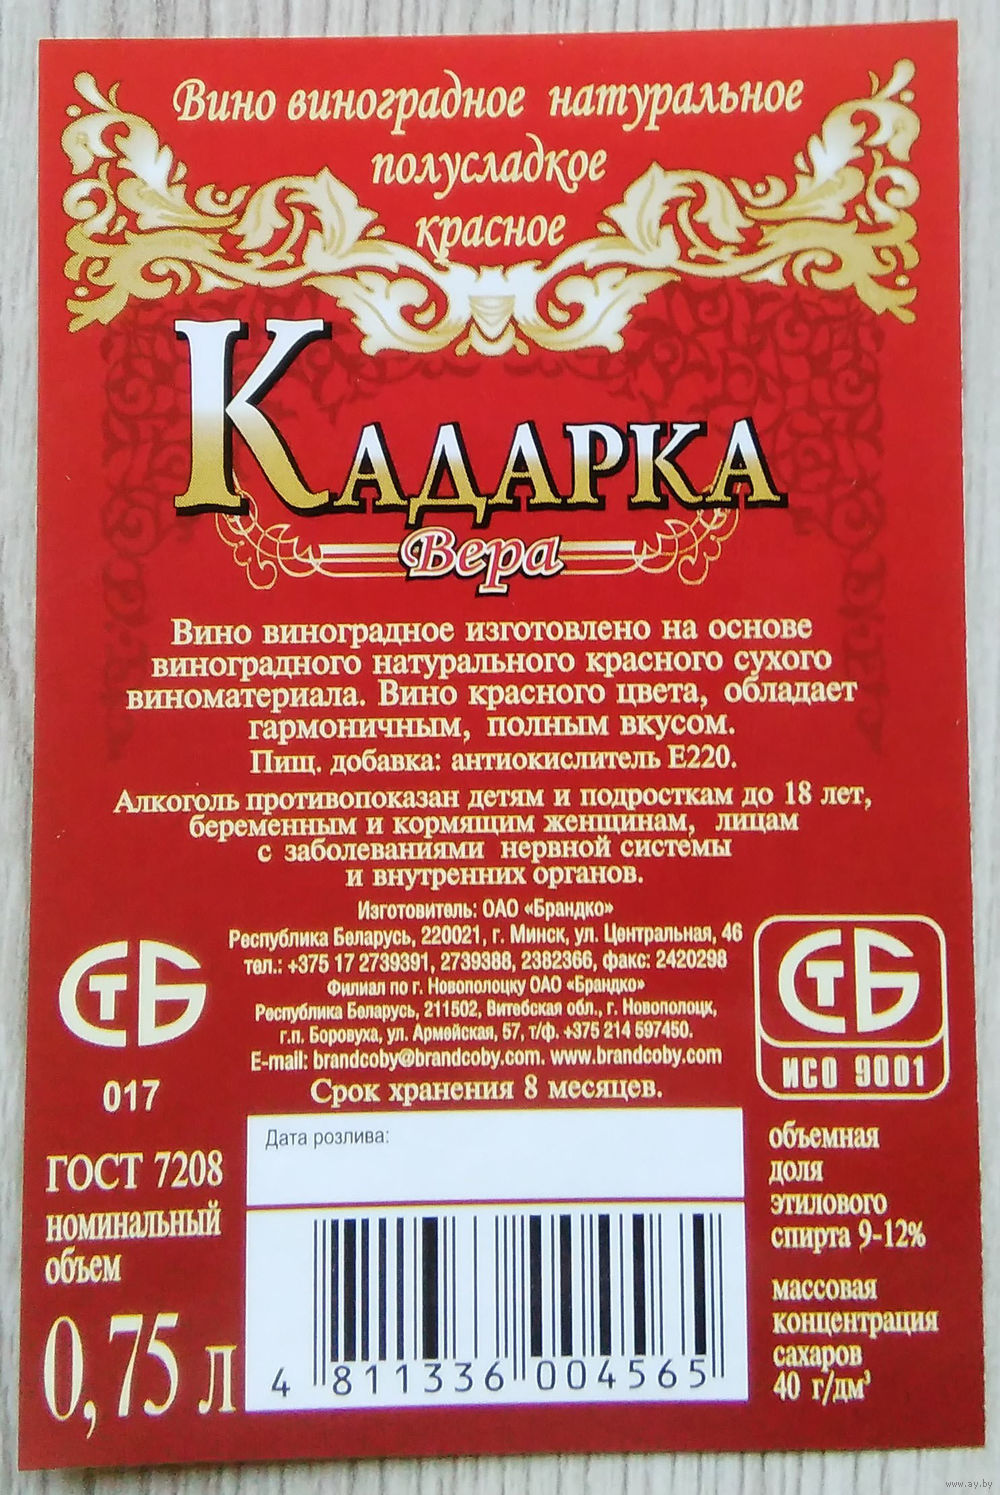 Вино виноградное натуральное
полусладкое
красное
КАДАРКА
Вера
Вино виноградное изготовлено на основе
виноградного натурального красного сухого
виноматериала. Вино красного цвета, обладает
гармоничным, полным вкусом.
Пищ. добавка: антиокислитель Е220.
Алкоголь противопоказан детям и подросткам до 18 лет,
беременным и кормящим женщинам, лицам
с заболеваниями нервной системы
и внутренних органов.
Изготовитель: ОАО «Брандко»
Республика Беларусь, 220021, г. Минск, ул. Центральная, 46
тел.: +375 17 2739391, 2739388, 2382366, факс: 2420298
Филиал по г. Новополоцку ОАО «Брандко»
Республика Беларусь, 211502, Витебская обл., г. Новополоцк,
г.п. Боровуха, ул. Армейская, 57, т/ф. +375 214 597450.
E-mail: brandcoby@brandcoby.com. www.brandcoby.com
Срок хранения 8 месяцев.
СТБ
017
СТБ
ИСО 9001
ГОСТ 7208
номинальный
объем
0,75 л
Дата розлива:
4 811336 004565
объемная
доля
этилового
спирта 9-12%
массовая
концентрация
сахаров
40 г/дм³
www.ay.by